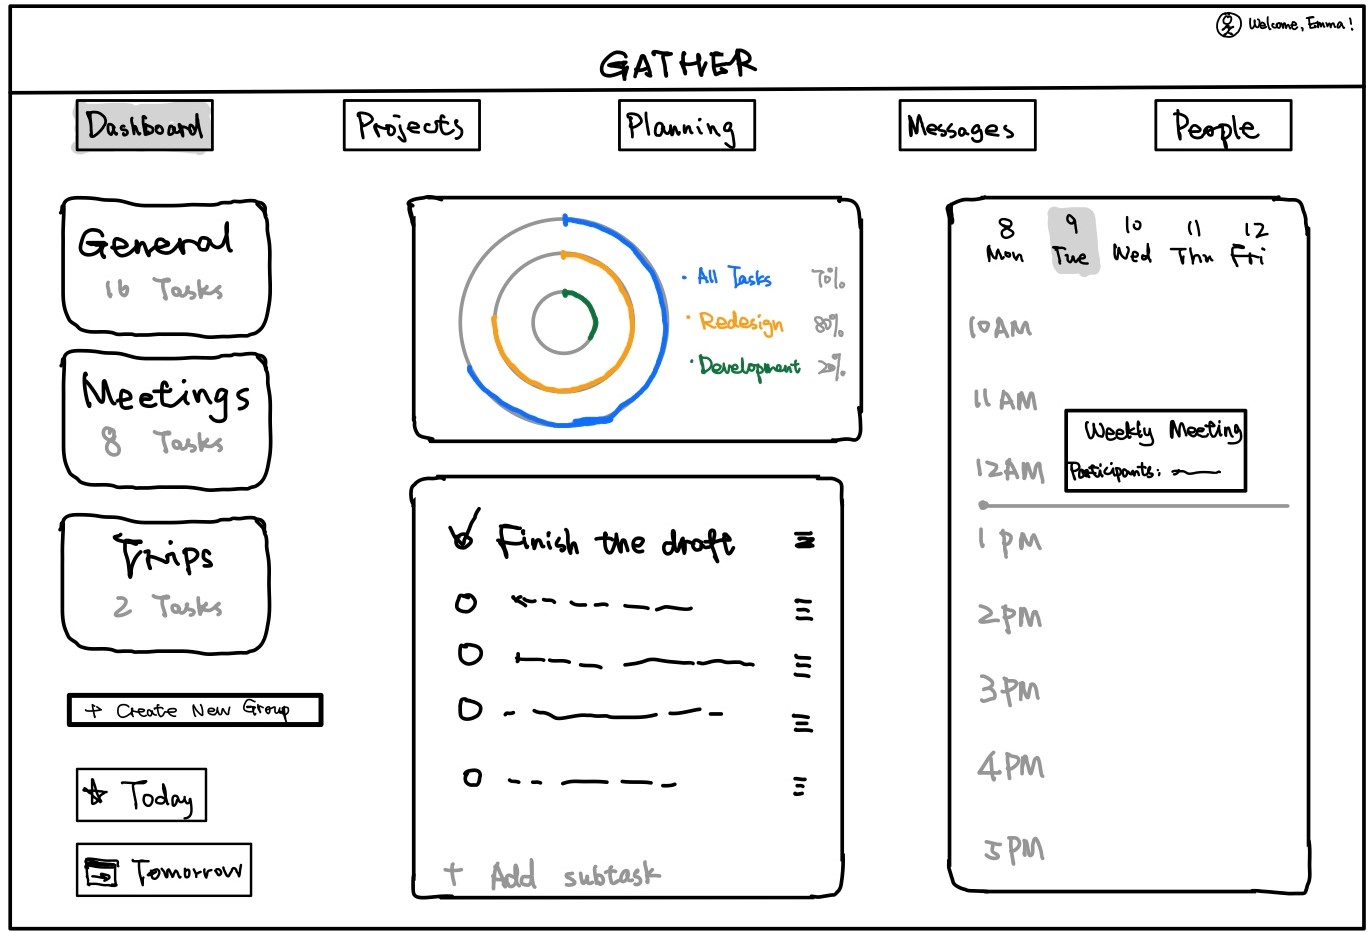 Welcome, Emma!
GATHER
Dashboard
Projects
Planning
Messages
People
General
16 Tasks
Meetings
8 Tasks
Trips
2 Tasks
+ Create New Group
Today
Tomorrow
• All Tasks 70%
• Redesign 80%
• Development 20%
Finish the draft
+ Add subtask
8 9 10 11 12
Mon Tue Wed Thu Fri
10AM
11 AM
12AM
Weekly Meeting
Participants:
1 PM
2PM
3PM
4PM
5PM